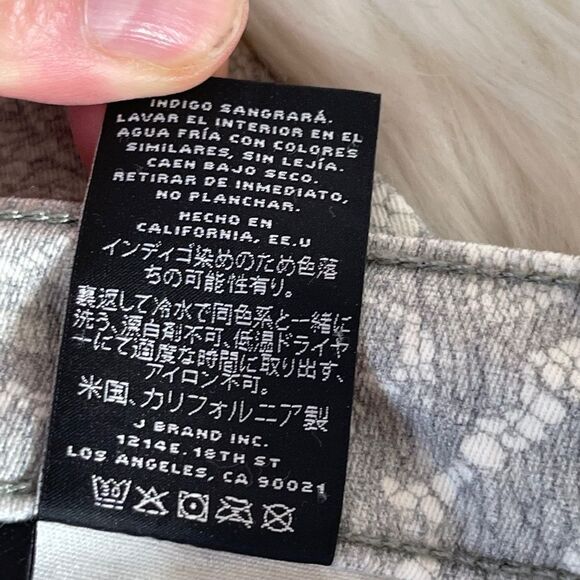 INDIGO SANGRARÁ.
LAVAR EL INTERIOR EN EL
AGUA FRÍA CON COLORES
SIMILARES, SIN LEJÍA.
CAEN BAJO SECO.
RETIRAR DE INMEDIATO,
NO PLANCHAR.
HECHO EN
CALIFORNIA, EE.U
インディゴ染めのため色落
ちの可能性有り。
裏返して冷水で同色系と一緒に
洗う、漂白剤不可、低温ドライヤ
ーにて適度な時間に取り出す、
アイロン不可。
米国、カリフォルニア製
J BRAND INC.
1214E. 18TH ST
LOS ANGELES, CA 90021
30